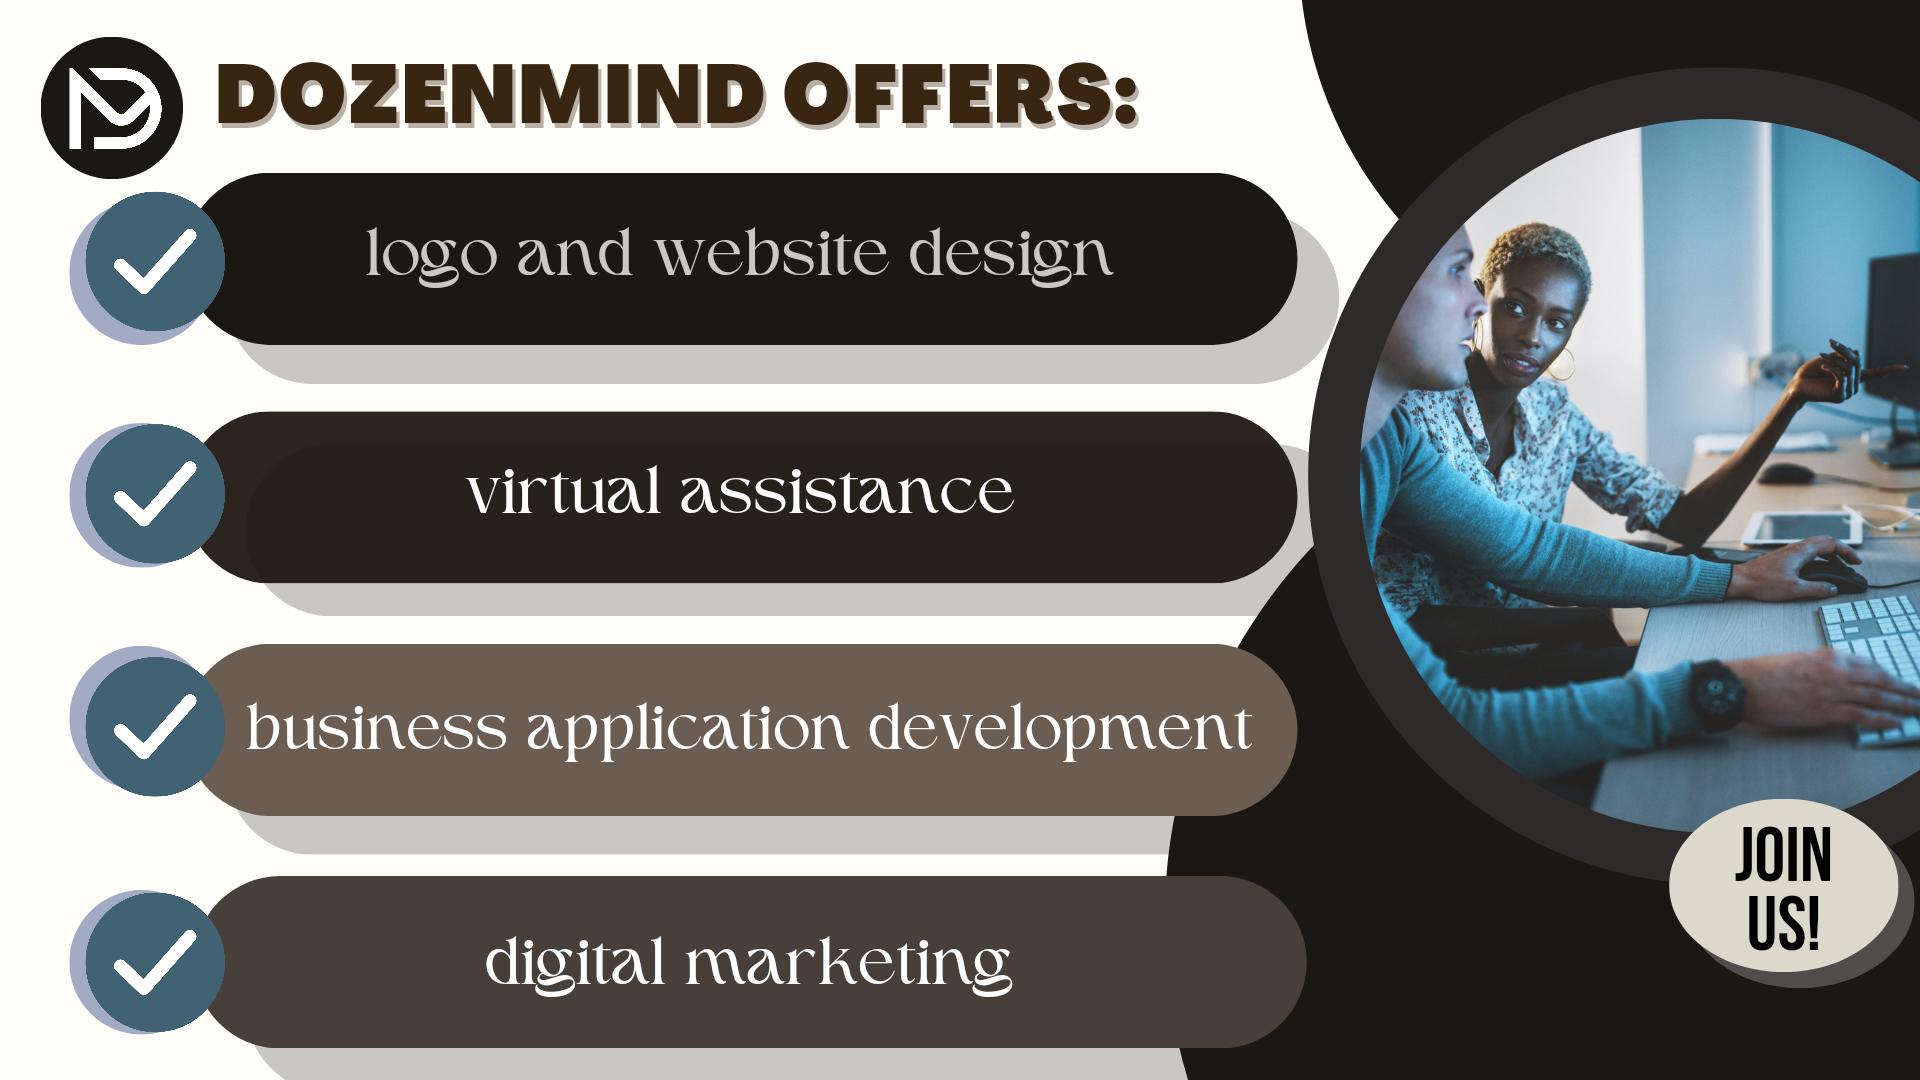 DOZENMIND OFFERS:
logo and website design
virtual assistance
business application development
digital marketing
JOIN
US!